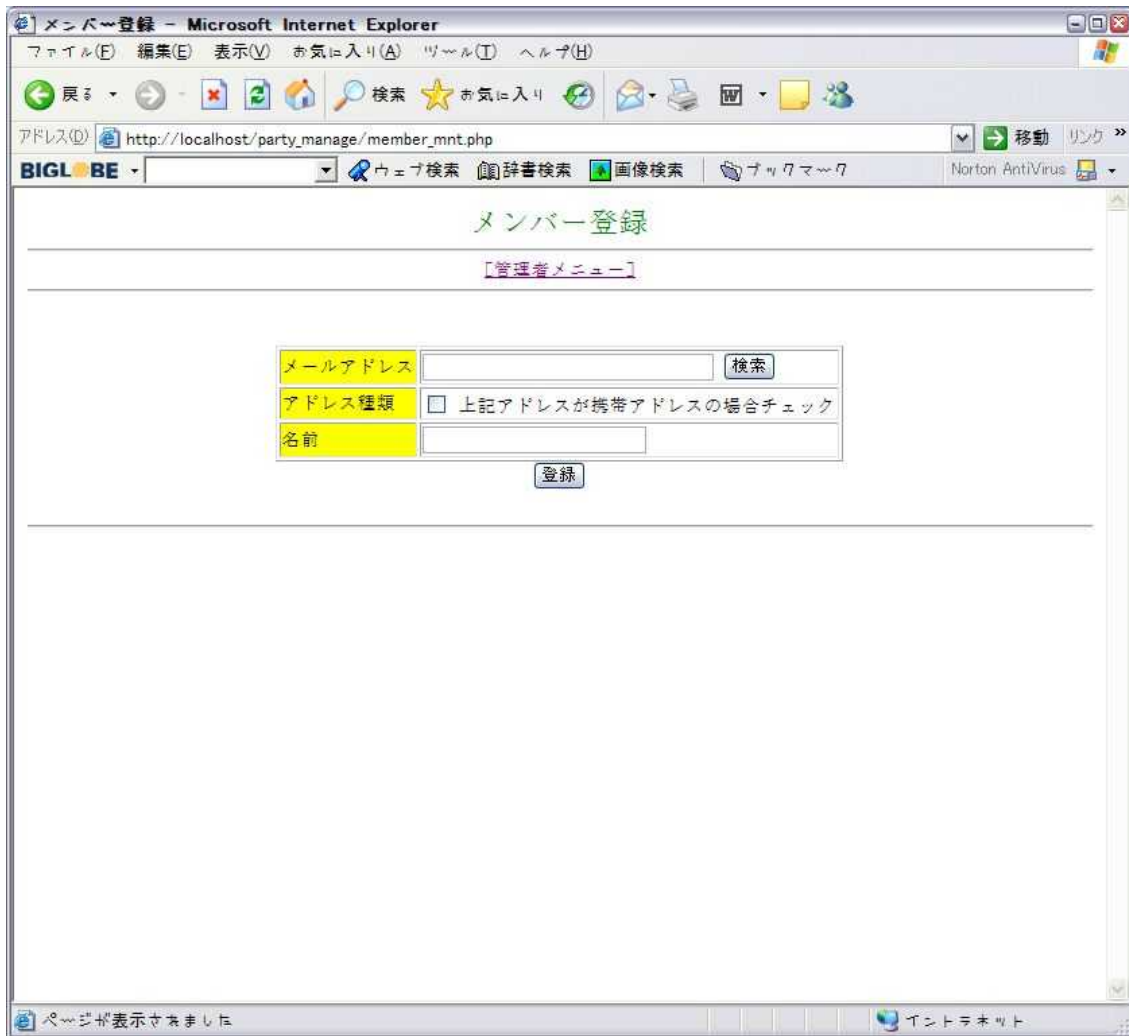 メンバー登録 - Microsoft Internet Explorer
ファイル(F) 編集(E) 表示(V) お気に入り(A) ツール(T) ヘルプ(H)
戻る 検索 お気に入り
アドレス(D) http://localhost/party_manage/member_mnt.php 移動 リンク »
BIGLOBE ウェブ検索 辞書検索 画像検索 ブックマーク Norton AntiVirus
メンバー登録
[管理者メニュー]
メールアドレス 検索
アドレス種類 上記アドレスが携帯アドレスの場合チェック
名前
登録
ページが表示されました イントラネット